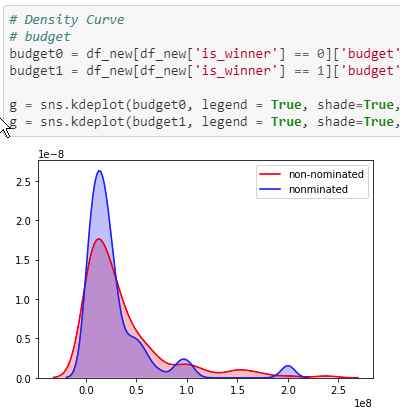 # Density Curve
# budget
budget0 = df_new[df_new['is_winner'] == 0]['budget'
budget1 = df_new[df_new['is_winner'] == 1]['budget'
g = sns.kdeplot(budget0, legend = True, shade=True,
g = sns.kdeplot(budget1, legend = True, shade=True,
1e−8
non-nominated
nonminated
2.5
2.0
1.5
1.0
0.5
0.0
0.0 0.5 1.0 1.5 2.0 2.5
1e8